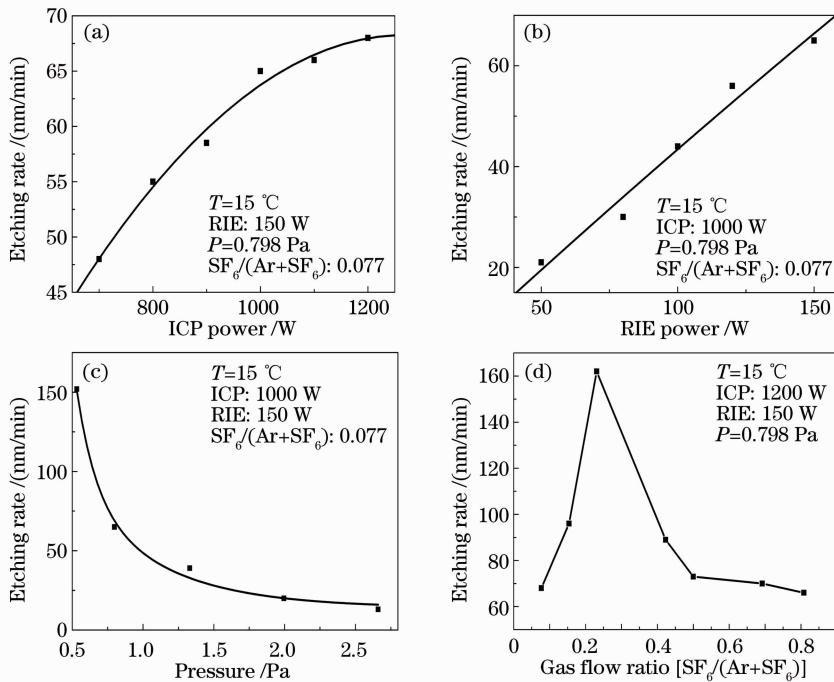 (a)
70
65
60
55
50
45
Etching rate /(nm/min)
T=15 ℃
RIE: 150 W
P=0.798 Pa
SF₆/(Ar+SF₆): 0.077
800 1000 1200
ICP power /W
(b)
60
40
20
Etching rate /(nm/min)
T=15 ℃
ICP: 1000 W
P=0.798 Pa
SF₆/(Ar+SF₆): 0.077
50 100 150
RIE power /W
(c)
150
100
50
0
Etching rate /(nm/min)
T=15 ℃
ICP: 1000 W
RIE: 150 W
SF₆/(Ar+SF₆): 0.077
0.5 1.0 1.5 2.0 2.5
Pressure /Pa
(d)
160
140
120
100
80
60
Etching rate /(nm/min)
T=15 ℃
ICP: 1200 W
RIE: 150 W
P=0.798 Pa
0 0.2 0.4 0.6 0.8
Gas flow ratio [SF₆/(Ar+SF₆)]